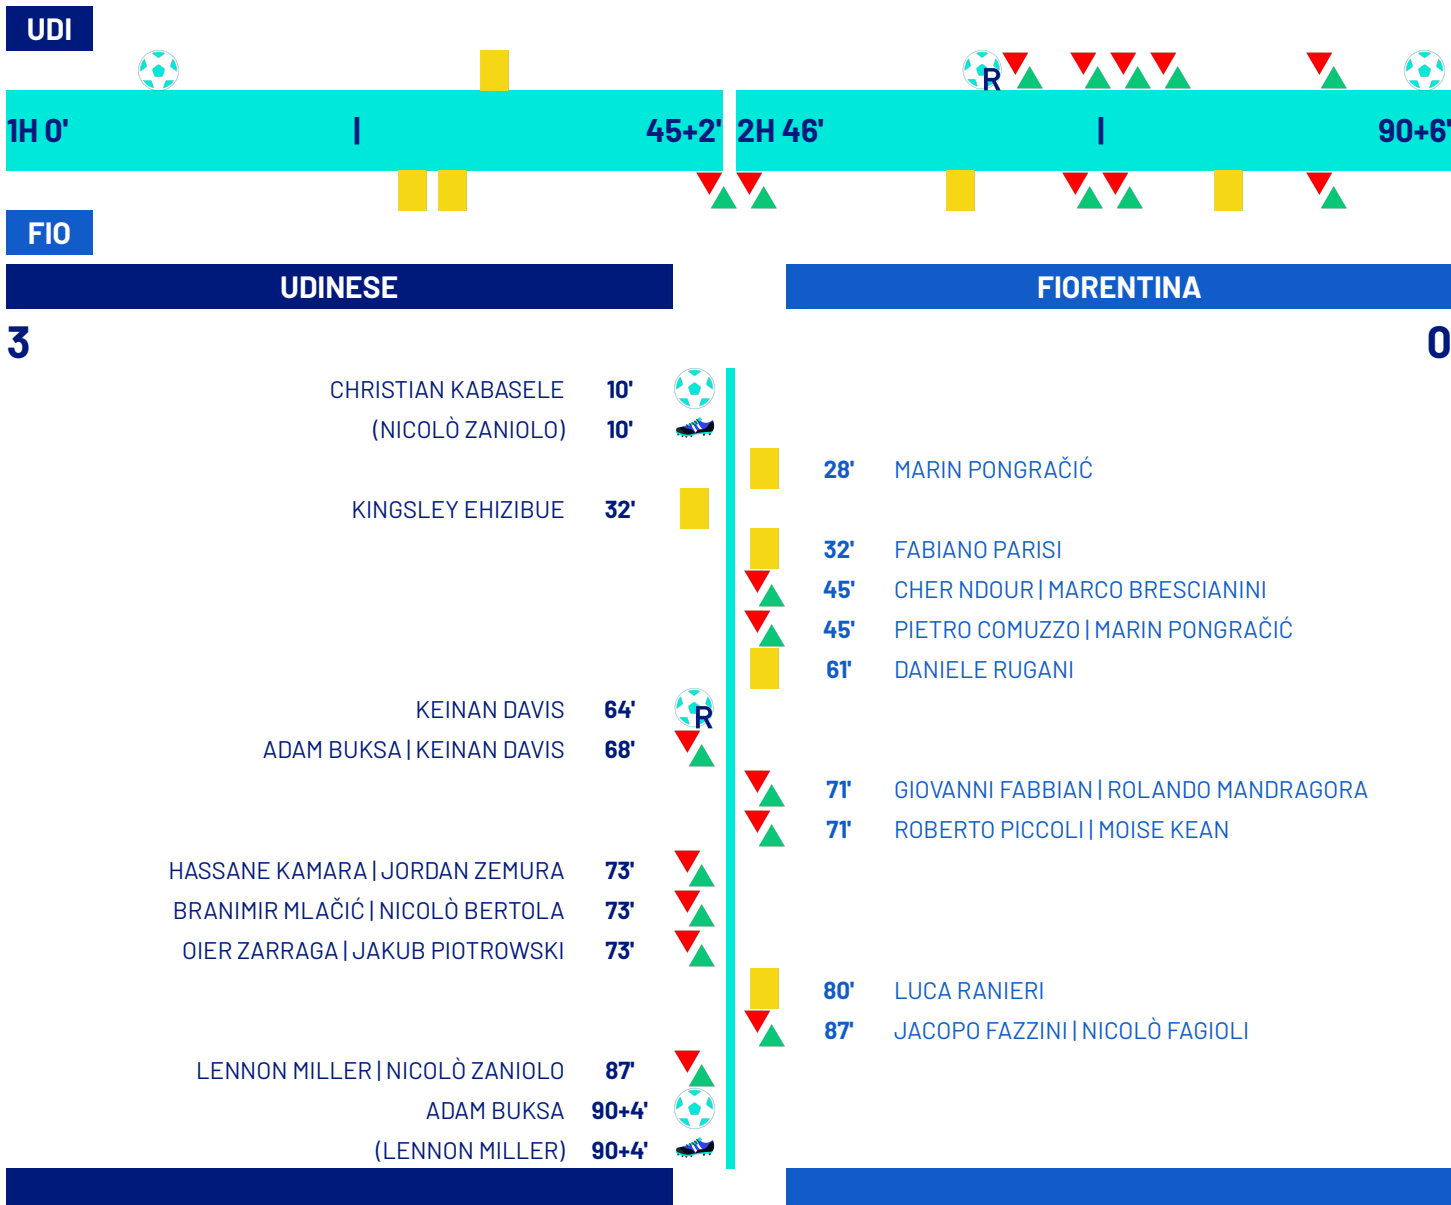 UDI
R
1H 0' | 45+2' 2H 46' | 90+6'
FIO
UDINESE FIORENTINA
3 0
CHRISTIAN KABASELE 10'
(NICOLÒ ZANIOLO) 10'
28' MARIN PONGRAČIĆ
KINGSLEY EHIZIBUE 32'
32' FABIANO PARISI
45' CHER NDOUR | MARCO BRESCIANINI
45' PIETRO COMUZZO | MARIN PONGRAČIĆ
61' DANIELE RUGANI
KEINAN DAVIS 64' R
ADAM BUKSA | KEINAN DAVIS 68'
71' GIOVANNI FABBIAN | ROLANDO MANDRAGORA
71' ROBERTO PICCOLI | MOISE KEAN
HASSANE KAMARA | JORDAN ZEMURA 73'
BRANIMIR MLAČIĆ | NICOLÒ BERTOLA 73'
OIER ZARRAGA | JAKUB PIOTROWSKI 73'
80' LUCA RANIERI
87' JACOPO FAZZINI | NICOLÒ FAGIOLI
LENNON MILLER | NICOLÒ ZANIOLO 87'
ADAM BUKSA 90+4'
(LENNON MILLER) 90+4'